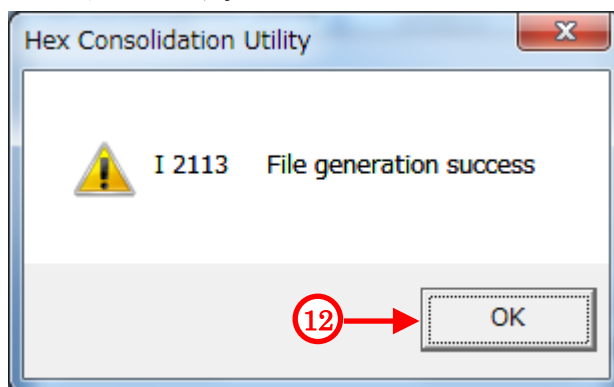 Hex Consolidation Utility
I 2113 File generation success
12 OK